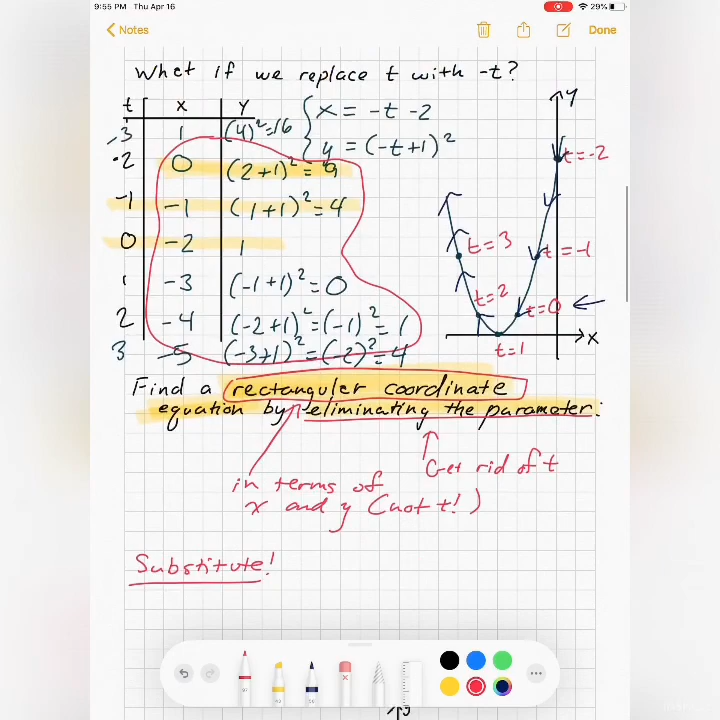 9:55 PM Thu Apr 16
29%
Notes
Done
What if we replace t with -t?
t x y
-3 1 (4)²=16
-2 0 (2+1)²=9
-1 -1 (1+1)²=4
0 -2 1
1 -3 (-1+1)²=0
2 -4 (-2+1)²=(-1)²=1
3 -5 (-3+1)²=(-2)²=4
x = -t -2
y = (-t+1)²
y
t=-2
t=3
t=-1
t=2
t=0
x
t=1
Find a rectanguler coordinate
equation by eliminating the parameter.
Get rid of t
in terms of
x and y (not t!)
Substitute!